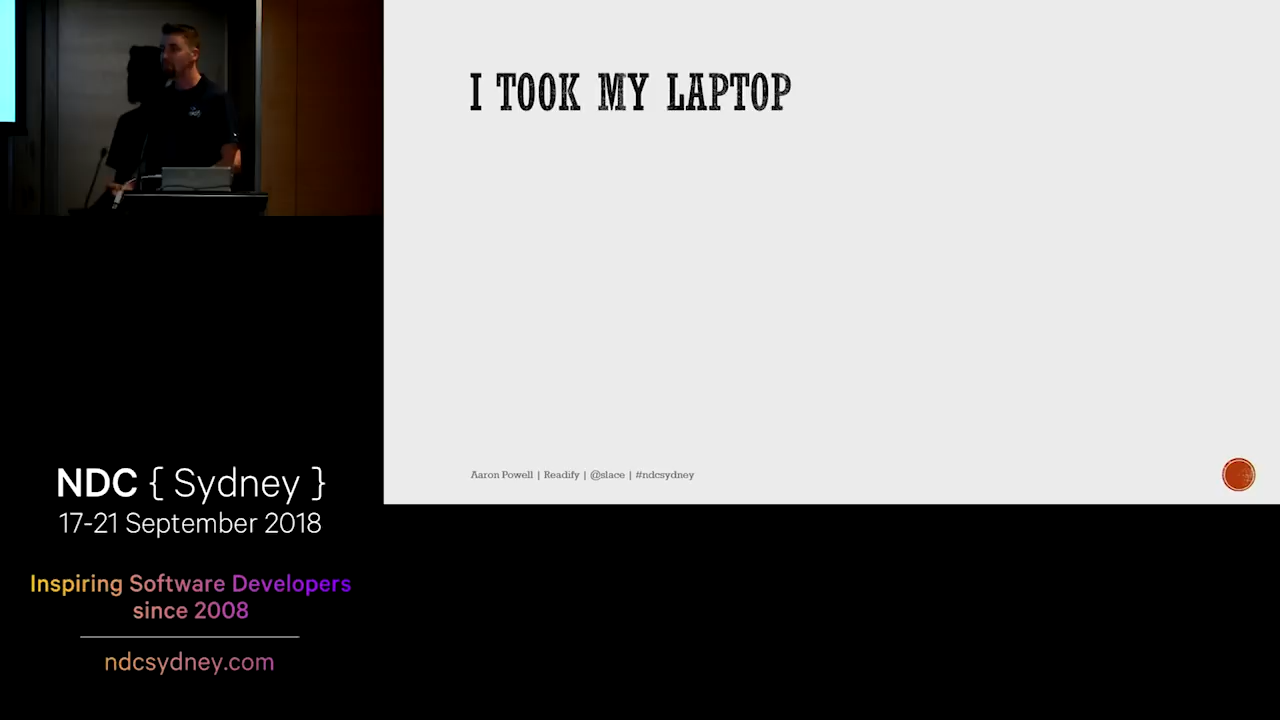 I TOOK MY LAPTOP
Aaron Powell | Readify | @slace | #ndcsydney
NDC { Sydney }
17-21 September 2018
Inspiring Software Developers
since 2008
ndcsydney.com